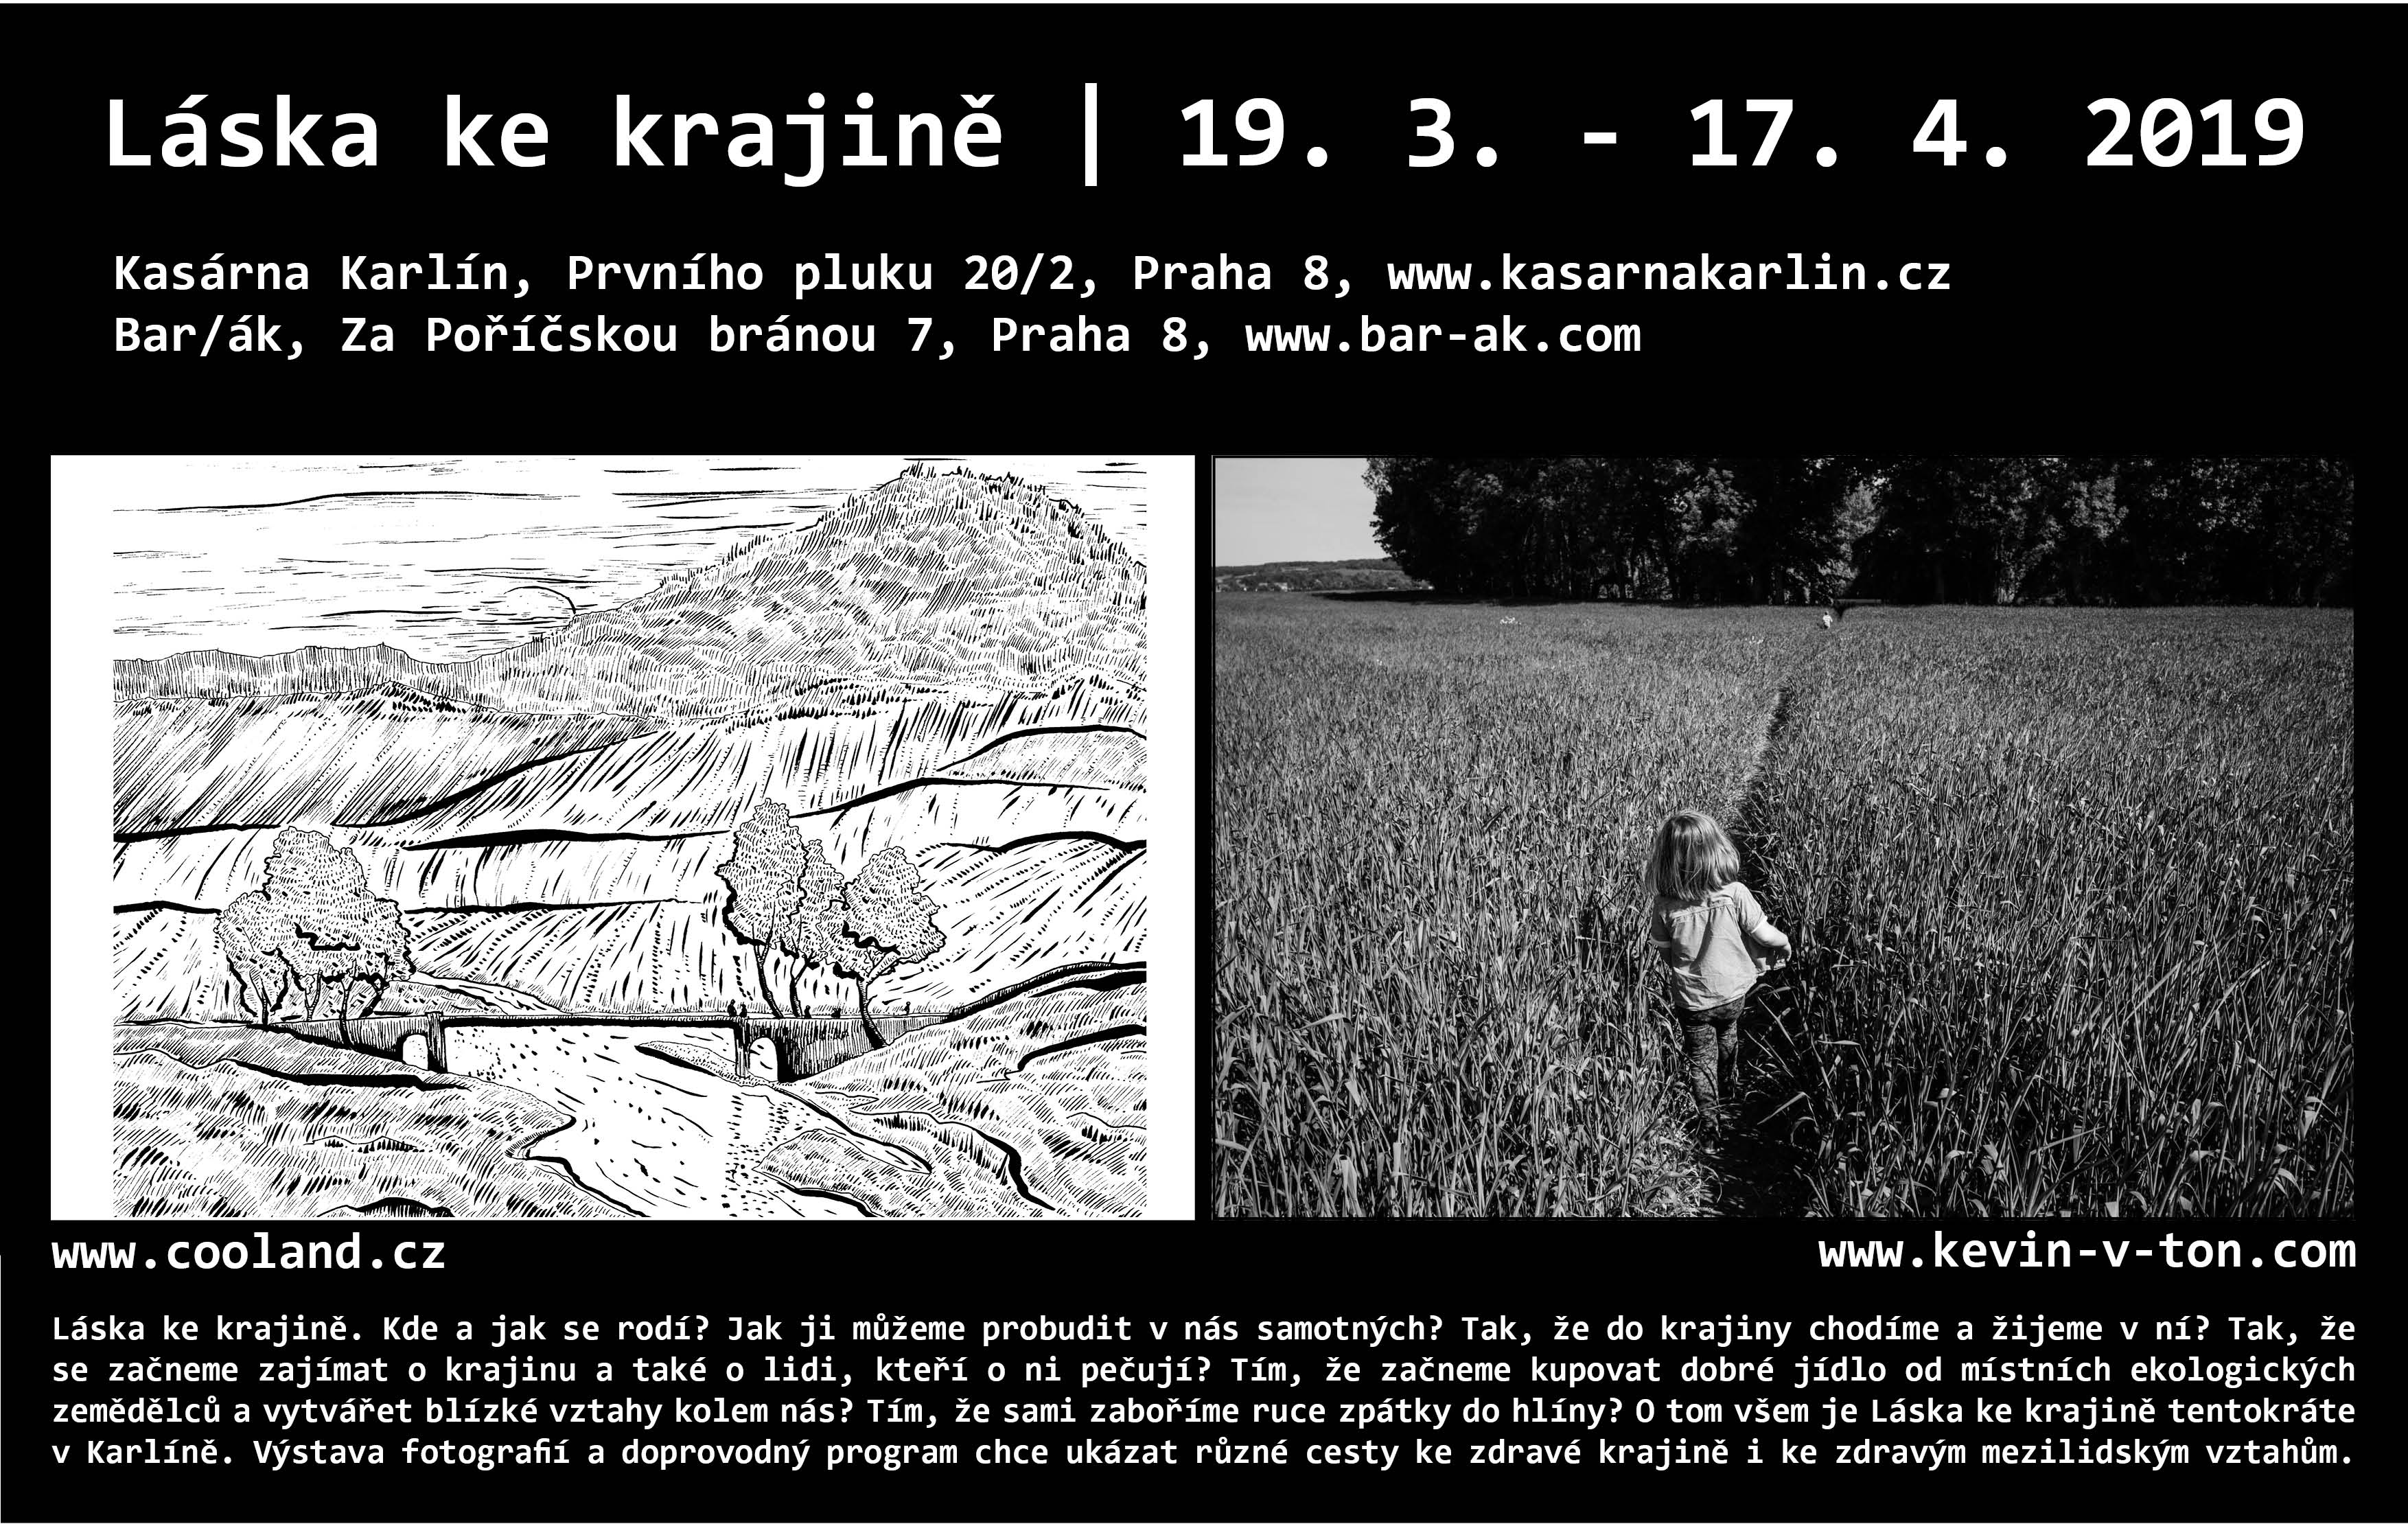 Láska ke krajině | 19. 3. - 17. 4. 2019
Kasárna Karlín, Prvního pluku 20/2, Praha 8, www.kasarnakarlin.cz
Bar/ák, Za Poříčskou bránou 7, Praha 8, www.bar-ak.com
www.cooland.cz
www.kevin-v-ton.com
Láska ke krajině. Kde a jak se rodí? Jak ji můžeme probudit v nás samotných? Tak, že do krajiny chodíme a žijeme v ní? Tak, že
se začneme zajímat o krajinu a také o lidi, kteří o ni pečují? Tím, že začneme kupovat dobré jídlo od místních ekologických
zemědělců a vytvářet blízké vztahy kolem nás? Tím, že sami zaboříme ruce zpátky do hlíny? O tom všem je Láska ke krajině tentokráte
v Karlíně. Výstava fotografií a doprovodný program chce ukázat různé cesty ke zdravé krajině i ke zdravým mezilidským vztahům.